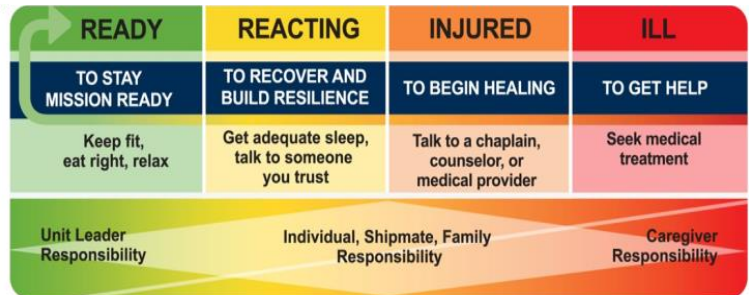 READY
REACTING
INJURED
ILL
TO STAY
MISSION READY
TO RECOVER AND
BUILD RESILIENCE
TO BEGIN HEALING
TO GET HELP
Keep fit,
eat right, relax
Get adequate sleep,
talk to someone
you trust
Talk to a chaplain,
counselor, or
medical provider
Seek medical
treatment
Unit Leader
Responsibility
Individual, Shipmate, Family
Responsibility
Caregiver
Responsibility